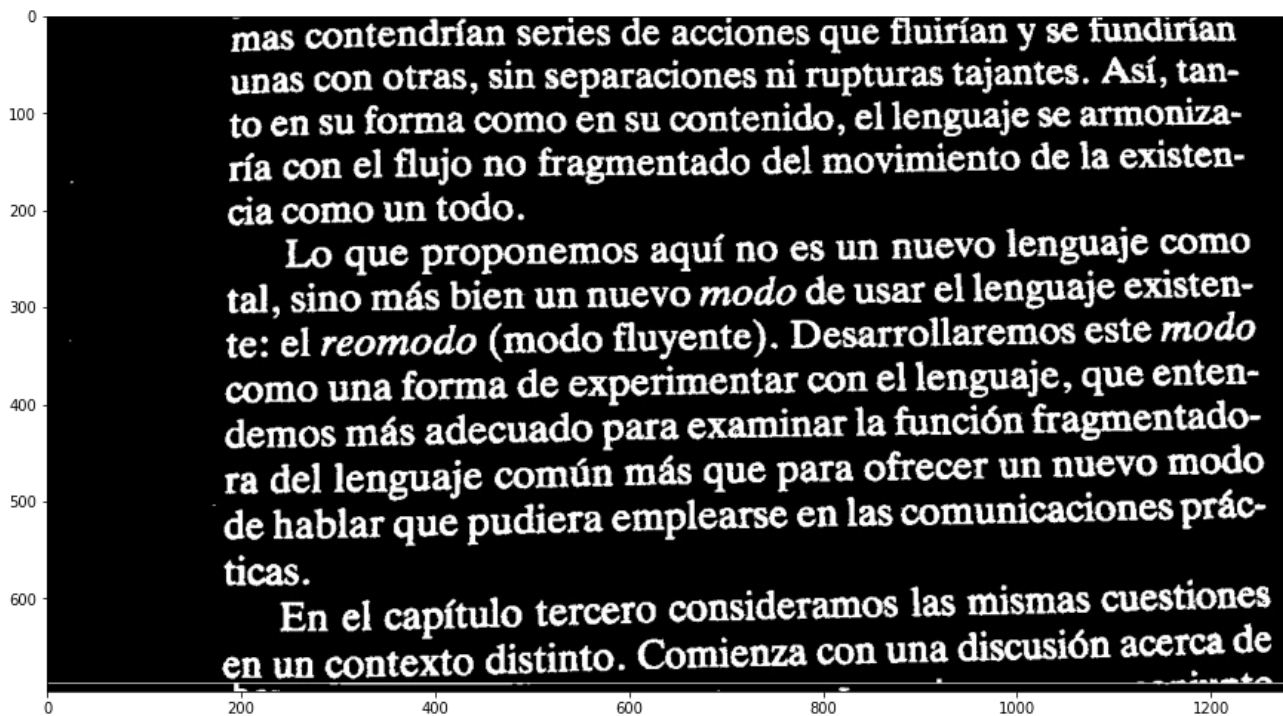 0
mas contendrían series de acciones que fluirían y se fundirían
unas con otras, sin separaciones ni rupturas tajantes. Así, tan-
100
to en su forma como en su contenido, el lenguaje se armoniza-
ría con el flujo no fragmentado del movimiento de la existen-
200
cia como un todo.
Lo que proponemos aquí no es un nuevo lenguaje como
300
tal, sino más bien un nuevo modo de usar el lenguaje existen-
te: el reomodo (modo fluyente). Desarrollaremos este modo
como una forma de experimentar con el lenguaje, que enten-
400
demos más adecuado para examinar la función fragmentado-
ra del lenguaje común más que para ofrecer un nuevo modo
500
de hablar que pudiera emplearse en las comunicaciones prác-
ticas.
600
En el capítulo tercero consideramos las mismas cuestiones
en un contexto distinto. Comienza con una discusión acerca de
0 200 400 600 800 1000 1200